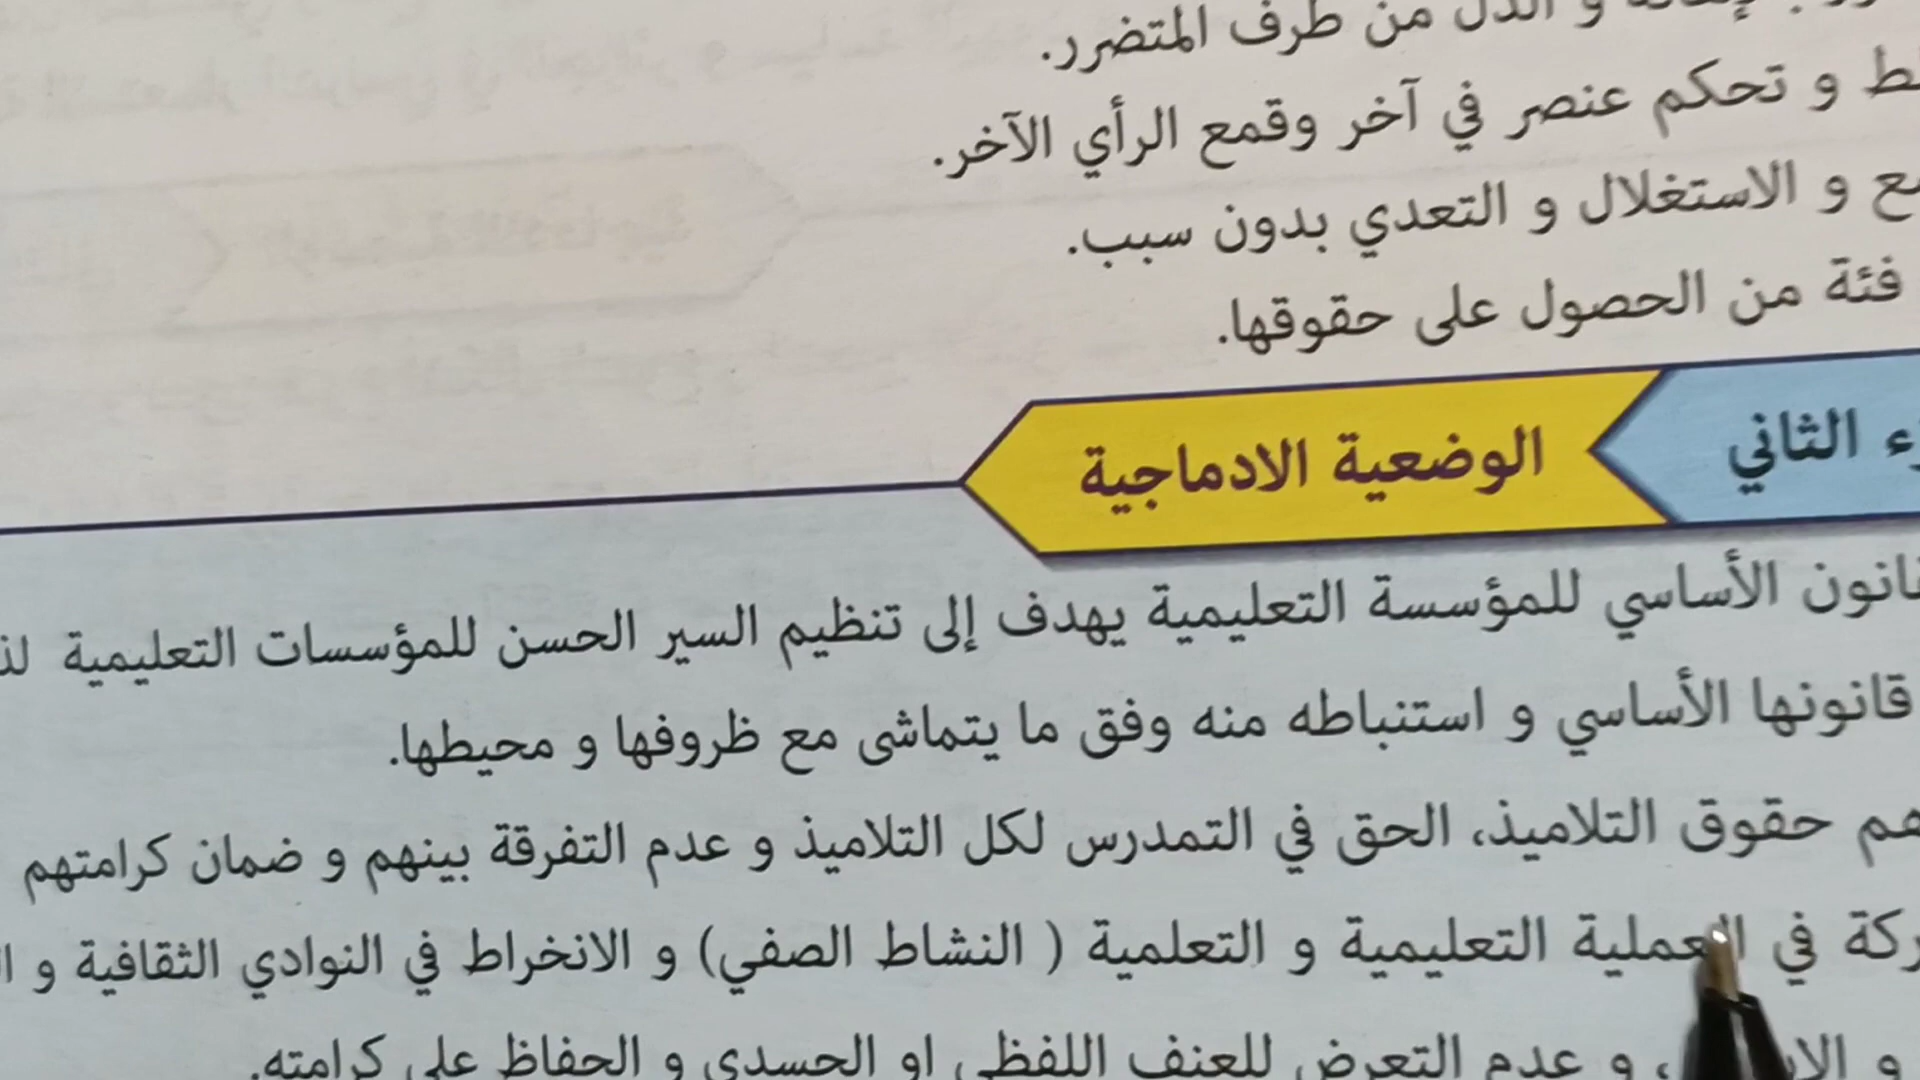 و الذل من طرف المتضرر.
و تحكم عنصر في آخر وقمع الرأي الآخر.
و الاستغلال و التعدي بدون سبب.
فئة من الحصول على حقوقها.
الثاني
الوضعية الادماجية
الأساسي للمؤسسة التعليمية يهدف إلى تنظيم السير الحسن للمؤسسات التعليمية
قانونها الأساسي و استنباطه منه وفق ما يتماشى مع ظروفها و محيطها.
حقوق التلاميذ، الحق في التمدرس لكل التلاميذ و عدم التفرقة بينهم و ضمان كرامتهم
في العملية التعليمية و التعلمية ( النشاط الصفي) و الانخراط في النوادي الثقافية و
و عدم التعرض للعنف اللفظي او الجسدي و الحفاظ على كرامته.